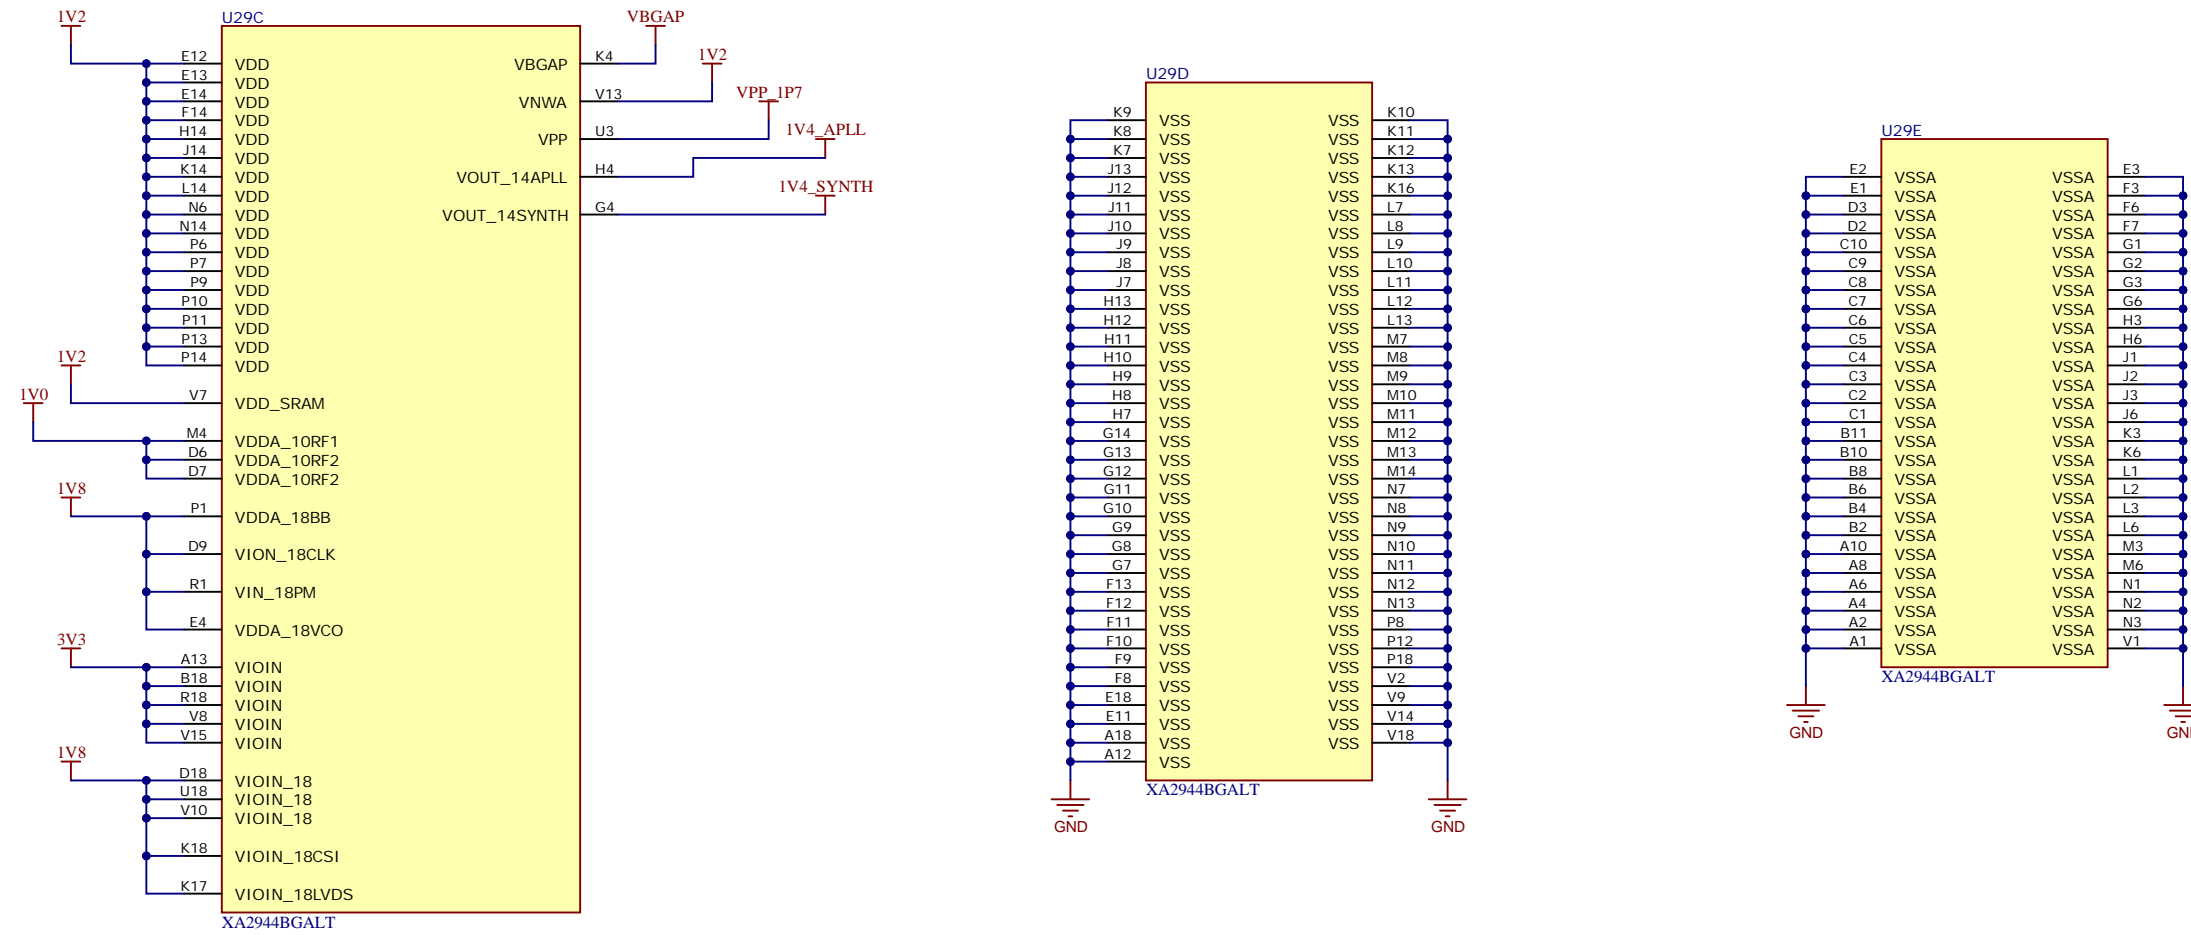 1V2
U29C
VBGAP
E12 VDD VBGAP K4
1V2
E13 VDD
E14 VDD VNWA V13
VPP_1P7
F14 VDD
H14 VDD VPP U3
1V4_APLL
J14 VDD
K14 VDD VOUT_14APLL H4
1V4_SYNTH
L14 VDD
N6 VDD VOUT_14SYNTH G4
N14 VDD
P6 VDD
P7 VDD
P9 VDD
P10 VDD
P11 VDD
P13 VDD
P14 VDD
1V2
V7 VDD_SRAM
1V0
M4 VDDA_10RF1
D6 VDDA_10RF2
D7 VDDA_10RF2
1V8
P1 VDDA_18BB
D9 VION_18CLK
R1 VIN_18PM
E4 VDDA_18VCO
3V3
A13 VIOIN
B18 VIOIN
R18 VIOIN
V8 VIOIN
V15 VIOIN
1V8
D18 VIOIN_18
U18 VIOIN_18
V10 VIOIN_18
K18 VIOIN_18CSI
K17 VIOIN_18LVDS
XA2944BGALT
U29D
K9 VSS VSS K10
K8 VSS VSS K11
K7 VSS VSS K12
J13 VSS VSS K13
J12 VSS VSS K16
J11 VSS VSS L7
J10 VSS VSS L8
J9 VSS VSS L9
J8 VSS VSS L10
J7 VSS VSS L11
H13 VSS VSS L12
H12 VSS VSS L13
H11 VSS VSS M7
H10 VSS VSS M8
H9 VSS VSS M9
H8 VSS VSS M10
H7 VSS VSS M11
G14 VSS VSS M12
G13 VSS VSS M13
G12 VSS VSS M14
G11 VSS VSS N7
G10 VSS VSS N8
G9 VSS VSS N9
G8 VSS VSS N10
G7 VSS VSS N11
F13 VSS VSS N12
F12 VSS VSS N13
F11 VSS VSS P8
F10 VSS VSS P12
F9 VSS VSS P18
F8 VSS VSS V2
E18 VSS VSS V9
E11 VSS VSS V14
A18 VSS VSS V18
A12 VSS
XA2944BGALT
GND GND
U29E
E2 VSSA VSSA E3
E1 VSSA VSSA F3
D3 VSSA VSSA F6
D2 VSSA VSSA F7
C10 VSSA VSSA G1
C9 VSSA VSSA G2
C8 VSSA VSSA G3
C7 VSSA VSSA G6
C6 VSSA VSSA H3
C5 VSSA VSSA H6
C4 VSSA VSSA J1
C3 VSSA VSSA J2
C2 VSSA VSSA J3
C1 VSSA VSSA J6
B11 VSSA VSSA K3
B10 VSSA VSSA K6
B8 VSSA VSSA L1
B6 VSSA VSSA L2
B4 VSSA VSSA L3
B2 VSSA VSSA L6
A10 VSSA VSSA M3
A8 VSSA VSSA M6
A6 VSSA VSSA N1
A4 VSSA VSSA N2
A2 VSSA VSSA N3
A1 VSSA VSSA V1
XA2944BGALT
GND